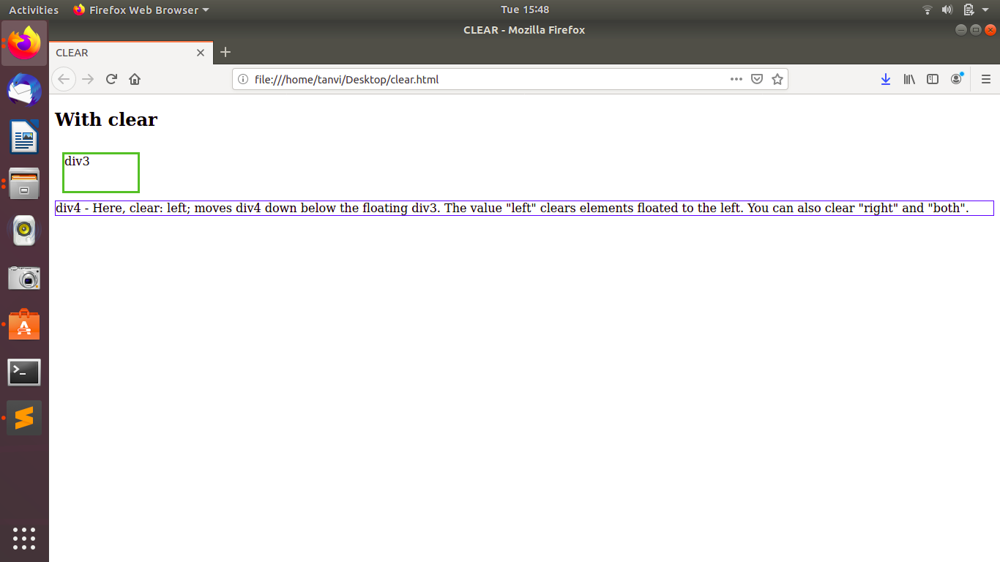 Activities Firefox Web Browser Tue 15:48
CLEAR - Mozilla Firefox
CLEAR
file:///home/tanvi/Desktop/clear.html
With clear
div3
div4 - Here, clear: left; moves div4 down below the floating div3. The value "left" clears elements floated to the left. You can also clear "right" and "both".